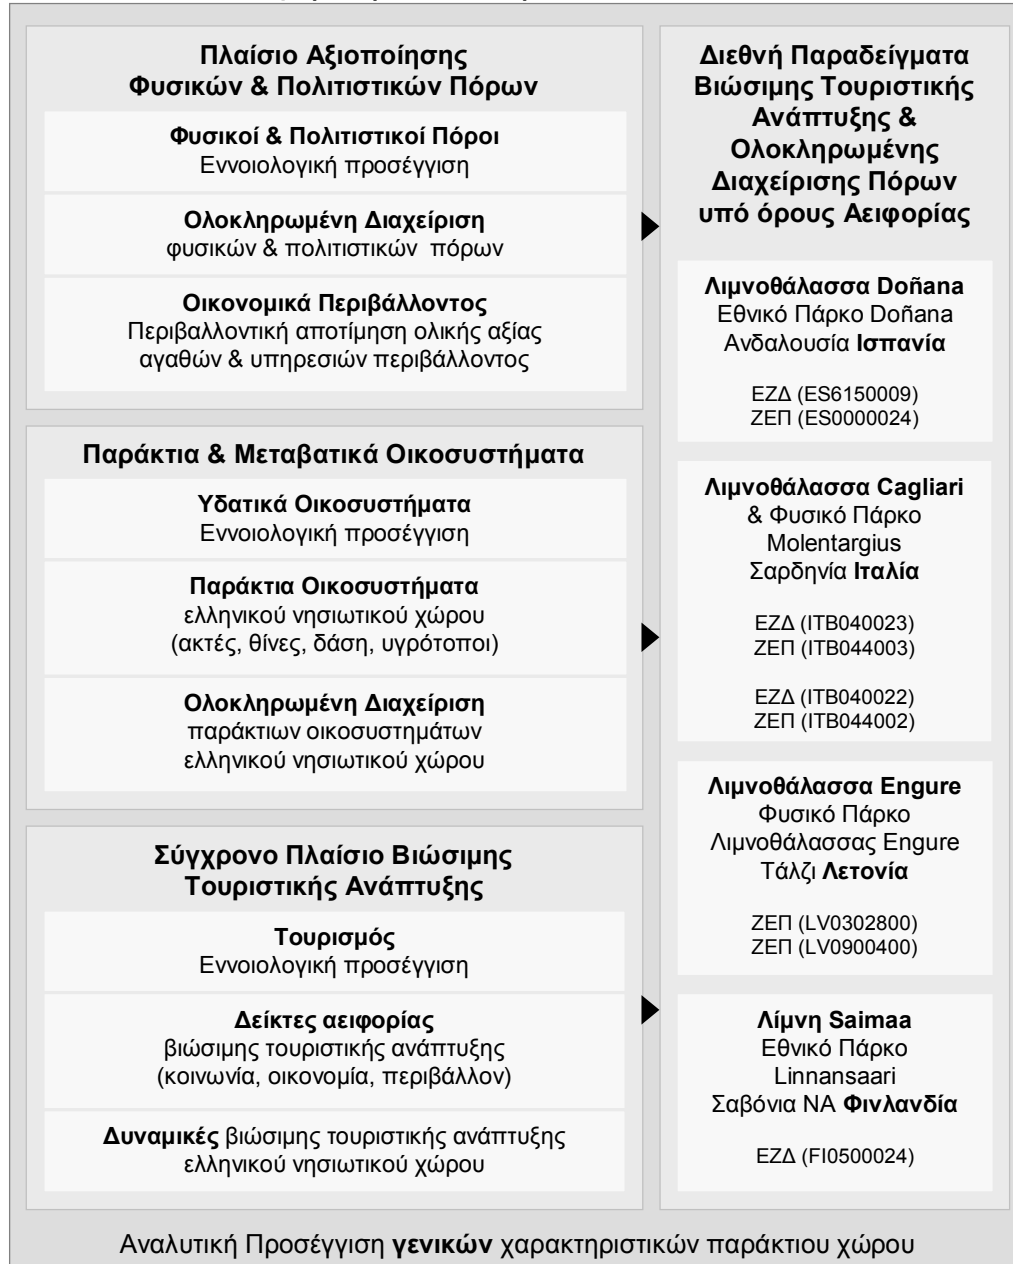 Πλαίσιο Αξιοποίησης
Φυσικών & Πολιτιστικών Πόρων
Φυσικοί & Πολιτιστικοί Πόροι
Εννοιολογική προσέγγιση
Ολοκληρωμένη Διαχείριση
φυσικών & πολιτιστικών πόρων
Οικονομικά Περιβάλλοντος
Περιβαλλοντική αποτίμηση ολικής αξίας
αγαθών & υπηρεσιών περιβάλλοντος
Παράκτια & Μεταβατικά Οικοσυστήματα
Υδατικά Οικοσυστήματα
Εννοιολογική προσέγγιση
Παράκτια Οικοσυστήματα
ελληνικού νησιωτικού χώρου
(ακτές, θίνες, δάση, υγρότοποι)
Ολοκληρωμένη Διαχείριση
παράκτιων οικοσυστημάτων
ελληνικού νησιωτικού χώρου
Σύγχρονο Πλαίσιο Βιώσιμης
Τουριστικής Ανάπτυξης
Τουρισμός
Εννοιολογική προσέγγιση
Δείκτες αειφορίας
βιώσιμης τουριστικής ανάπτυξης
(κοινωνία, οικονομία, περιβάλλον)
Δυναμικές βιώσιμης τουριστικής ανάπτυξης
ελληνικού νησιωτικού χώρου
Διεθνή Παραδείγματα
Βιώσιμης Τουριστικής
Ανάπτυξης &
Ολοκληρωμένης
Διαχείρισης Πόρων
υπό όρους Αειφορίας
Λιμνοθάλασσα Doñana
Εθνικό Πάρκο Doñana
Ανδαλουσία Ισπανία
ΕΖΔ (ES6150009)
ΖΕΠ (ES0000024)
Λιμνοθάλασσα Cagliari
& Φυσικό Πάρκο
Molentargius
Σαρδηνία Ιταλία
ΕΖΔ (ITB040023)
ΖΕΠ (ITB044003)
ΕΖΔ (ITB040022)
ΖΕΠ (ITB044002)
Λιμνοθάλασσα Engure
Φυσικό Πάρκο
Λιμνοθάλασσας Engure
Τάλζι Λετονία
ΖΕΠ (LV0302800)
ΖΕΠ (LV0900400)
Λίμνη Saimaa
Εθνικό Πάρκο
Linnansaari
Σαβόνια ΝΑ Φινλανδία
ΕΖΔ (FI0500024)
Αναλυτική Προσέγγιση γενικών χαρακτηριστικών παράκτιου χώρου